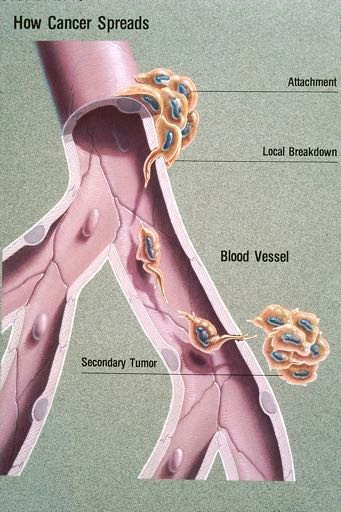 How Cancer Spreads
Attachment
Local Breakdown
Blood Vessel
Secondary Tumor